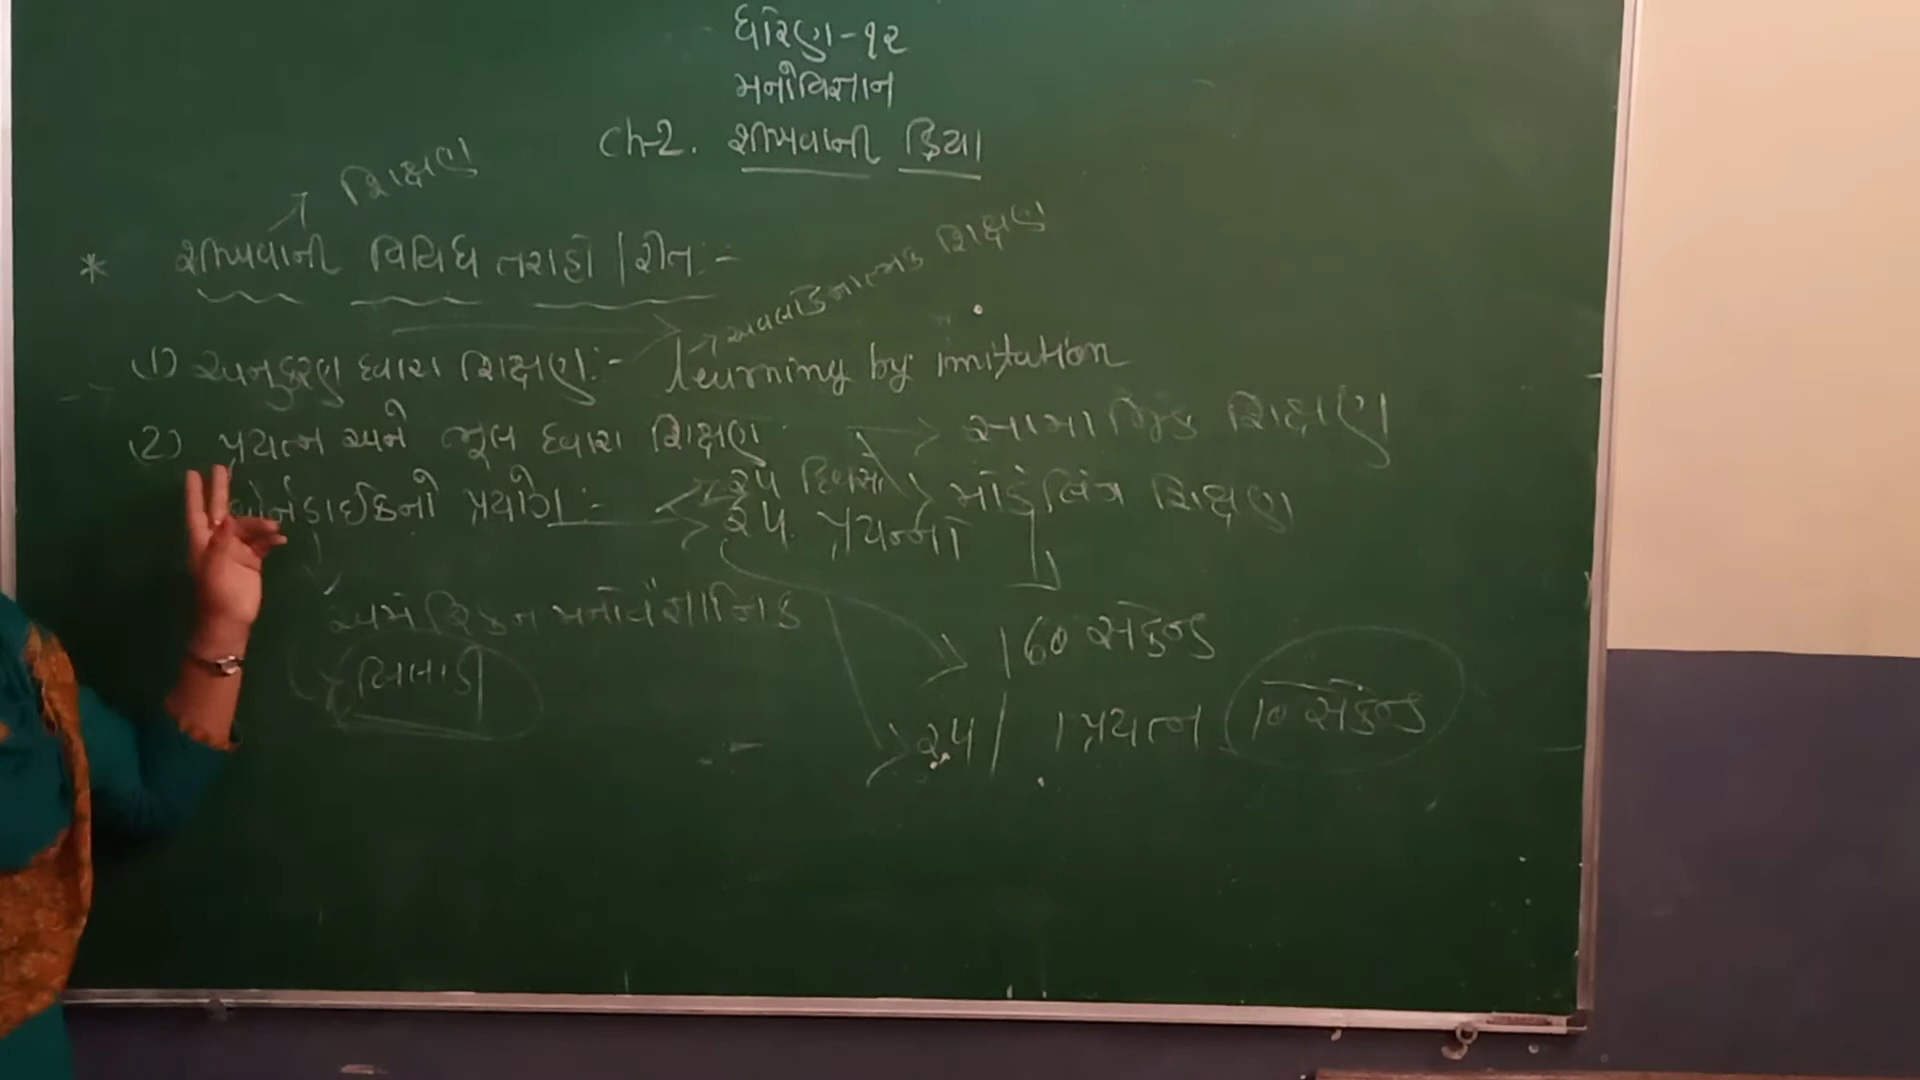 ધોરણ-૧૨
મનોવિજ્ઞાન
Ch-2. શીખવાની ક્રિયા
શિક્ષણ
* શીખવાની વિવિધ તરાહો / રીત :-
અવલોકનાત્મક શિક્ષણ
(1) અનુકરણ દ્વારા શિક્ષણ :- learning by imitation
(2) પ્રયત્ન અને ભૂલ દ્વારા શિક્ષણ
સામાજિક શિક્ષણ
થોર્નડાઈકનો પ્રયોગ :-
૨૫ દિવસો
૨૫ પ્રયત્નો
મોડેલિંગ શિક્ષણ
અમેરિકન મનોવૈજ્ઞાનિક
બિલાડી
160 સેકન્ડ
૨૫ / 1 પ્રયત્ન 10 સેકન્ડ